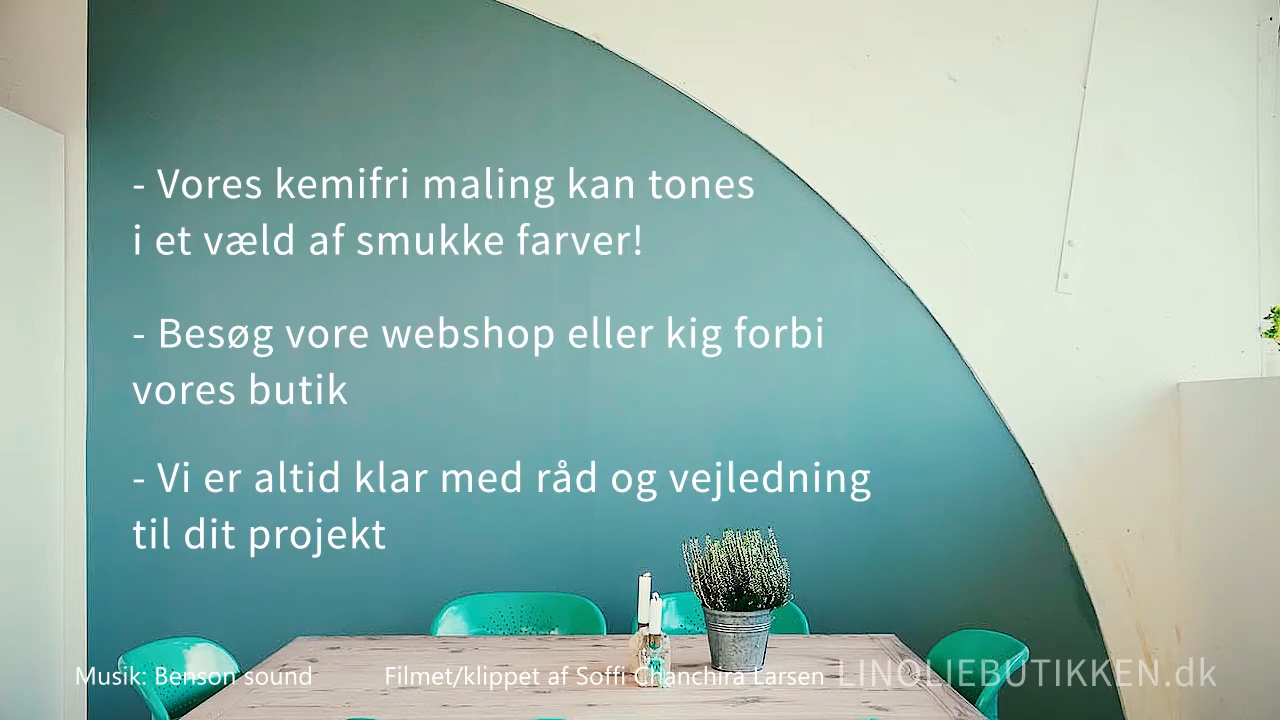 - Vores kemifri maling kan tones
i et væld af smukke farver!
- Besøg vore webshop eller kig forbi
vores butik
- Vi er altid klar med råd og vejledning
til dit projekt
Musik: Benson sound Filmet/klippet af Soffi Chanchira Larsen LINOLIEBUTIKKEN.dk